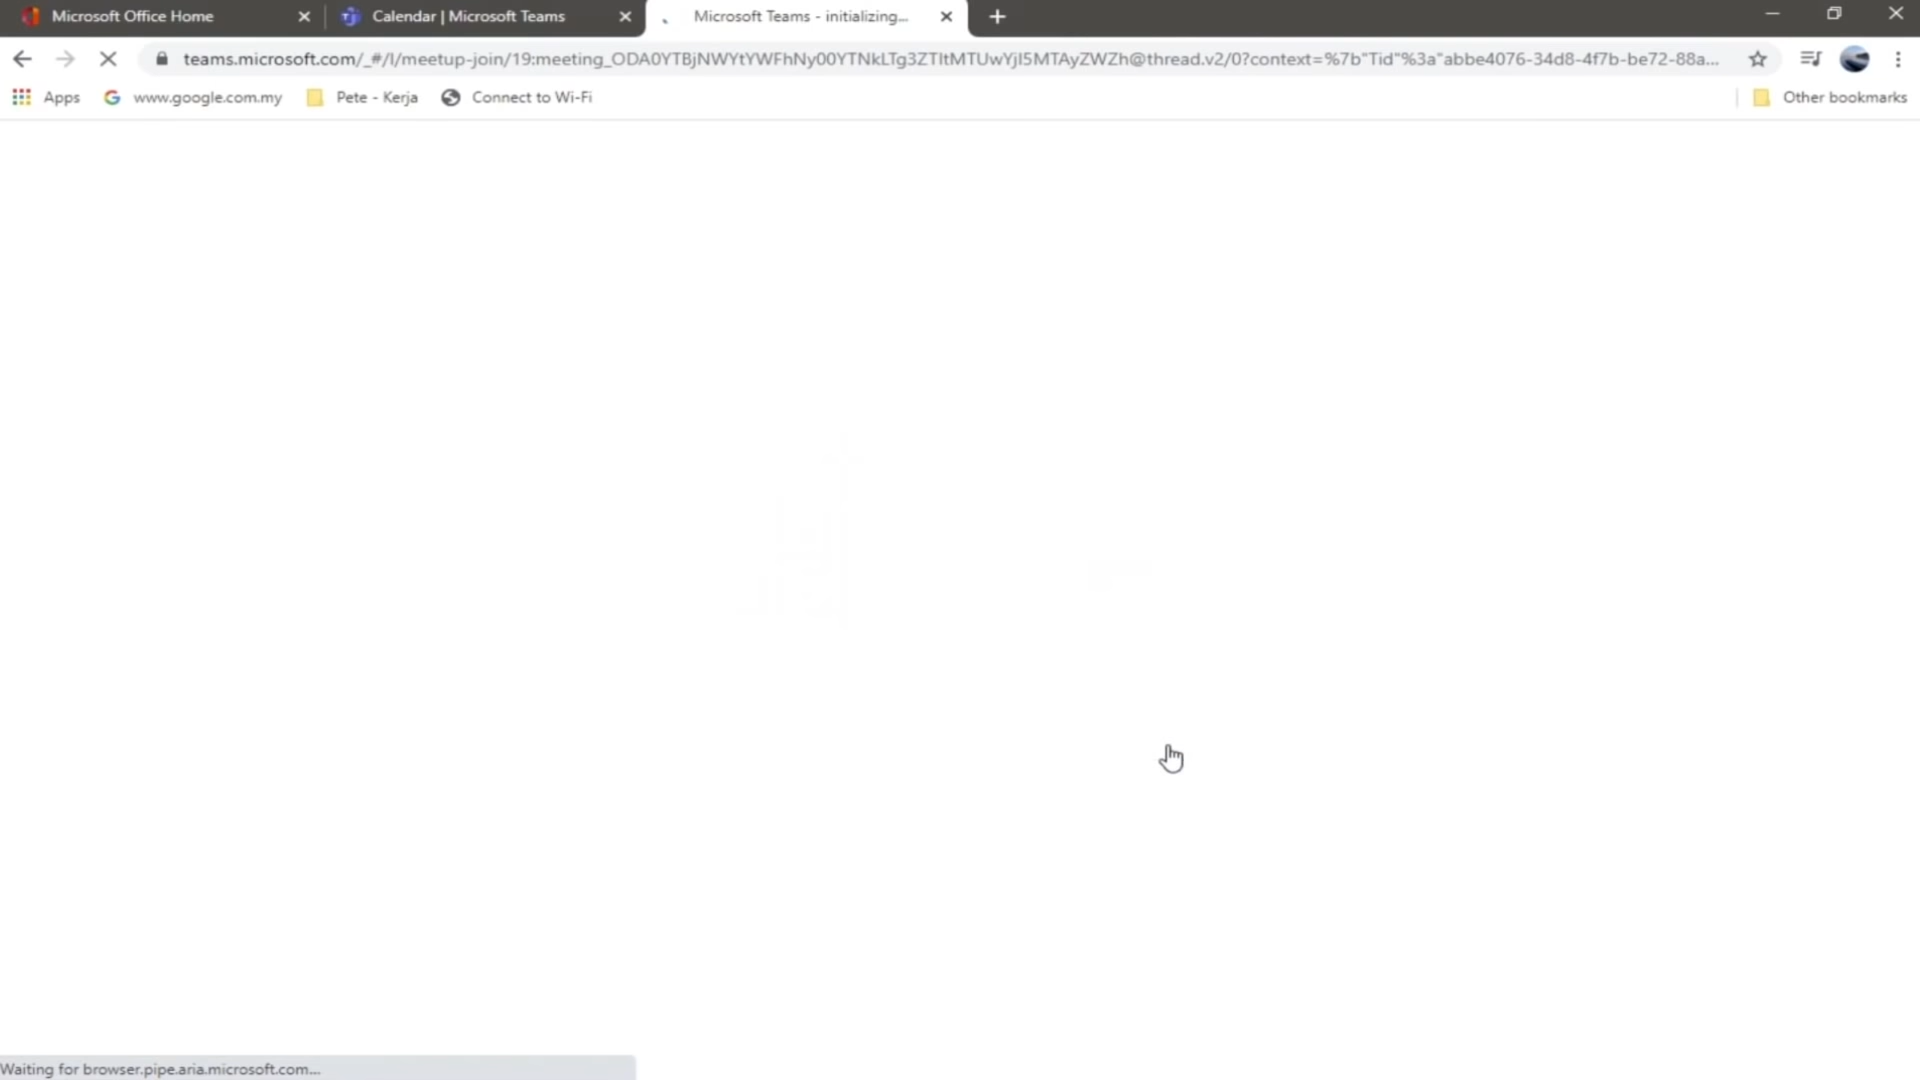 Microsoft Office Home
Calendar | Microsoft Teams
Microsoft Teams - initializing...
teams.microsoft.com/_#/l/meetup-join/19:meeting_ODA0YTBjNWYtYWFhNy00YTNkLTg3ZTItMTUwYjI5MTAyZWZh@thread.v2/0?context=%7b"Tid"%3a"abbe4076-34d8-4f7b-be72-88a...
Apps
www.google.com.my
Pete - Kerja
Connect to Wi-Fi
Other bookmarks
Waiting for browser.pipe.aria.microsoft.com...